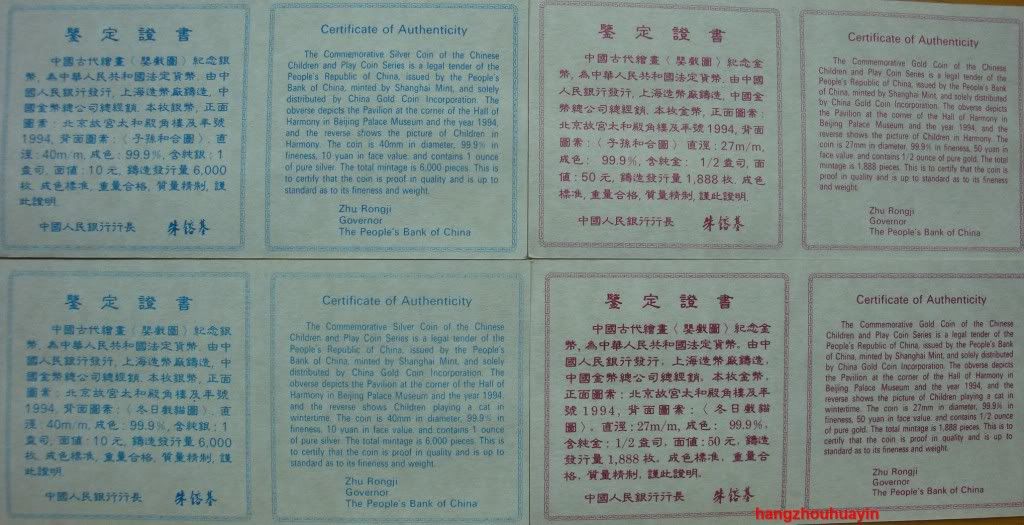 鑒定證書
中國古代繪畫〈嬰戲圖〉紀念銀
幣,為中華人民共和國法定貨幣,由中
國人民銀行發行,上海造幣廠鑄造,中
國金幣總公司總經銷.本枚銀幣,正面
圖案:北京故宮太和殿角樓及年號
1994,背面圖案:〈子孫和合圖〉,直
徑:40m/m,成色:99.9%,含純銀:1
盎司,面值:10元,鑄造發行量6,000
枚,成色標准,重量合格,質量精制,謹
此證明.
中國人民銀行行長 朱鎔基
Certificate of Authenticity
The Commemorative Silver Coin of the Chinese
Children and Play Coin Series is a legal tender of the
People's Republic of China, issued by the People's
Bank of China, minted by Shanghai Mint, and solely
distributed by China Gold Coin Incorporation. The
obverse depicts the Pavilion at the corner of the Hall of
Harmony in Beijing Palace Museum and the year 1994,
and the reverse shows the picture of Children in
Harmony. The coin is 40mm in diameter, 99.9% in
fineness, 10 yuan in face value, and contains 1 ounce
of pure silver. The total mintage is 6,000 pieces. This is
to certify that the coin is proof in quality and is up to
standard as to its fineness and weight.
Zhu Rongji
Governor
The People's Bank of China
鑒定證書
中國古代繪畫〈嬰戲圖〉紀念金
幣,為中華人民共和國法定貨幣,由中國
人民銀行發行,上海造幣廠鑄造,中國金
幣總公司總經銷.本枚金幣,正面圖案:
北京故宮太和殿角樓及年號1994,背面
圖案:〈子孫和合圖〉直徑:27m/m,
成色: 99.9%,含純金: 1/2盎司,面
值:50元,鑄造發行量1,888枚.成色
標准,重量合格,質量精制,謹此證明.
中國人民銀行行長 朱鎔基
Certificate of Authenticity
The Commemorative Gold Coin of the Chinese
Children and Play Coin Series is a legal tender of the
People's Republic of China, issued by the People's Bank
of China, minted by Shanghai Mint, and solely distributed
by China Gold Coin Incorporation. The obverse depicts
the Pavilion at the corner of the Hall of Harmony in
Beijing Palace Museum and the year 1994, and the
reverse shows the picture of Children in Harmony. The
coin is 27mm in diameter, 99.9% in fineness, 50 yuan in
face value, and contains 1/2 ounce of pure gold. The total
mintage is 1,888 pieces. This is to certify that the coin is
proof in quality and is up to standard as to its fineness
and weight.
Zhu Rongji
Governor
The People's Bank of China
鑒定證書
中國古代繪畫〈嬰戲圖〉紀念銀
幣,為中華人民共和國法定貨幣,由中
國人民銀行發行,上海造幣廠鑄造,中
國金幣總公司總經銷.本枚銀幣,正面
圖案:北京故宮太和殿角樓及年號
1994,背面圖案:〈冬日戲貓圖〉,直
徑:40m/m,成色:99.9%,含純銀:1
盎司,面值:10元,鑄造發行量6,000
枚,成色標准,重量合格,質量精制,謹
此證明.
中國人民銀行行長 朱鎔基
Certificate of Authenticity
The Commemorative Silver Coin of the Chinese
Children and Play Coin Series is a legal tender of the
People's Republic of China, issued by the People's
Bank of China, minted by Shanghai Mint, and solely
distributed by China Gold Coin Incorporation. The
obverse depicts the Pavilion at the corner of the Hall of
Harmony in Beijing Palace Museum and the year 1994,
and the reverse shows Children playing a cat in
wintertime. The coin is 40mm in diameter, 99.9% in
fineness, 10 yuan in face value, and contains 1 ounce
of pure silver. The total mintage is 6,000 pieces. This is
to certify that the coin is proof in quality and is up to
standard as to its fineness and weight.
Zhu Rongji
Governor
The People's Bank of China
鑒定證書
中國古代繪畫〈嬰戲圖〉紀念金
幣,為中華人民共和國法定貨幣,由中
國人民銀行發行,上海造幣廠鑄造,
中國金幣總公司總經銷。本枚金幣,
正面圖案:北京故宮太和殿角樓及年
號1994,背面圖案:〈冬日戲貓
圖〉。直徑:27m/m,成色: 99.9%,
含純金:1/2盎司,面值:50元,鑄造
發行量1,888枚,成色標准,重量合
格,質量精制,謹此證明.
中國人民銀行行長 朱鎔基
Certificate of Authenticity
The Commemorative Gold Coin of the Chinese
Children and Play Coin Series is a legal tender of the
People's Republic of China, issued by the People's Bank
of China, minted by Shanghai Mint, and solely distributed
by China Gold Coin Incorporation. The obverse depicts
the Pavilion at the corner of the Hall of Harmony in
Beijing Palace Museum and the year 1994, and the
reverse shows the picture of Children playing a cat in
wintertime. The coin is 27mm in diameter, 99.9% in
fineness, 50 yuan in face value, and contains 1/2 ounce
of pure gold. The total mintage is 1,888 pieces. This is to
certify that the coin is proof in quality and is up to
standard as to its fineness and weight.
Zhu Rongji
Governor
The People's Bank of China
hangzhouhuayin